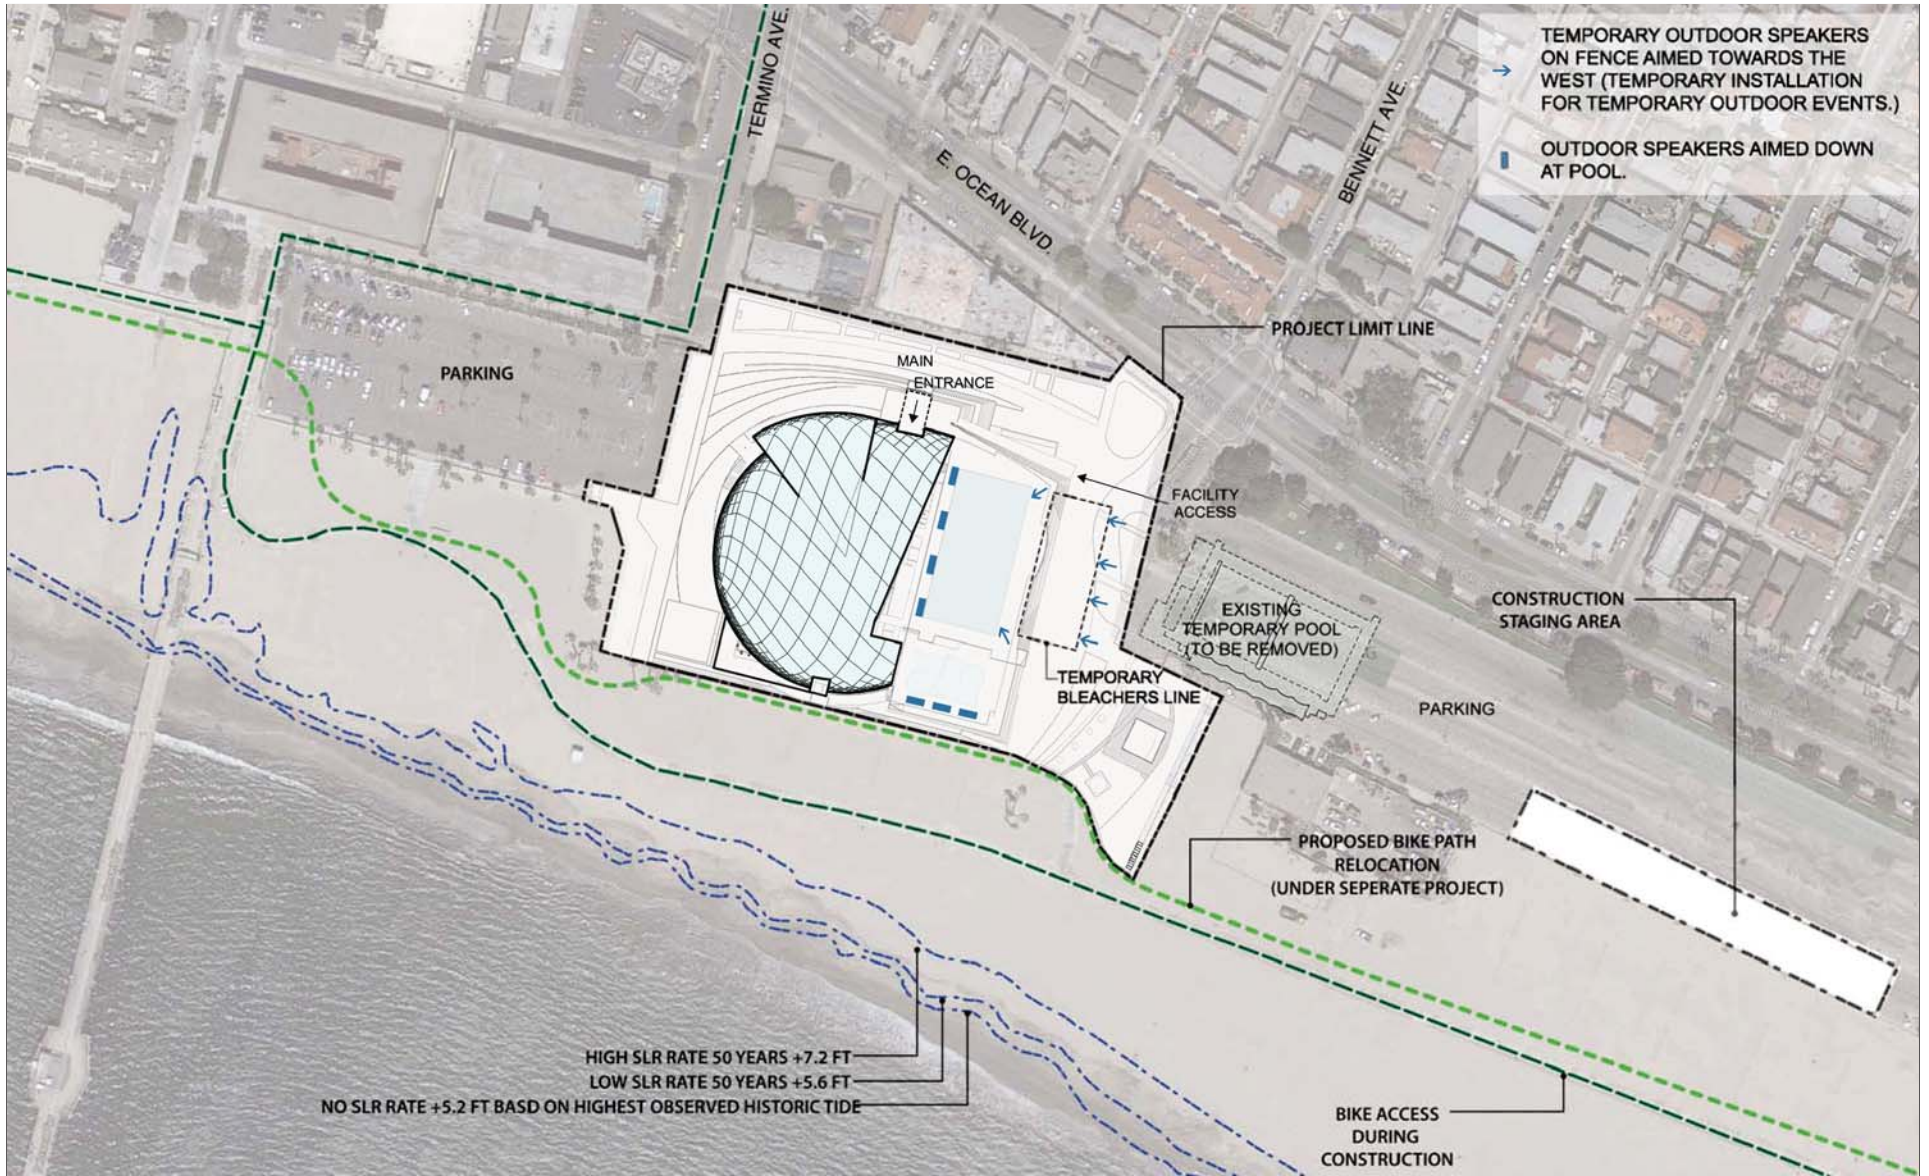 TEMPORARY OUTDOOR SPEAKERS
ON FENCE AIMED TOWARDS THE
WEST (TEMPORARY INSTALLATION
FOR TEMPORARY OUTDOOR EVENTS.)
OUTDOOR SPEAKERS AIMED DOWN
AT POOL.
TERMINO AVE.
E. OCEAN BLVD.
BENNETT AVE.
PROJECT LIMIT LINE
PARKING
MAIN
ENTRANCE
FACILITY
ACCESS
EXISTING
TEMPORARY POOL
(TO BE REMOVED)
CONSTRUCTION
STAGING AREA
TEMPORARY
BLEACHERS LINE
PARKING
PROPOSED BIKE PATH
RELOCATION
(UNDER SEPERATE PROJECT)
HIGH SLR RATE 50 YEARS +7.2 FT
LOW SLR RATE 50 YEARS +5.6 FT
NO SLR RATE +5.2 FT BASD ON HIGHEST OBSERVED HISTORIC TIDE
BIKE ACCESS
DURING
CONSTRUCTION